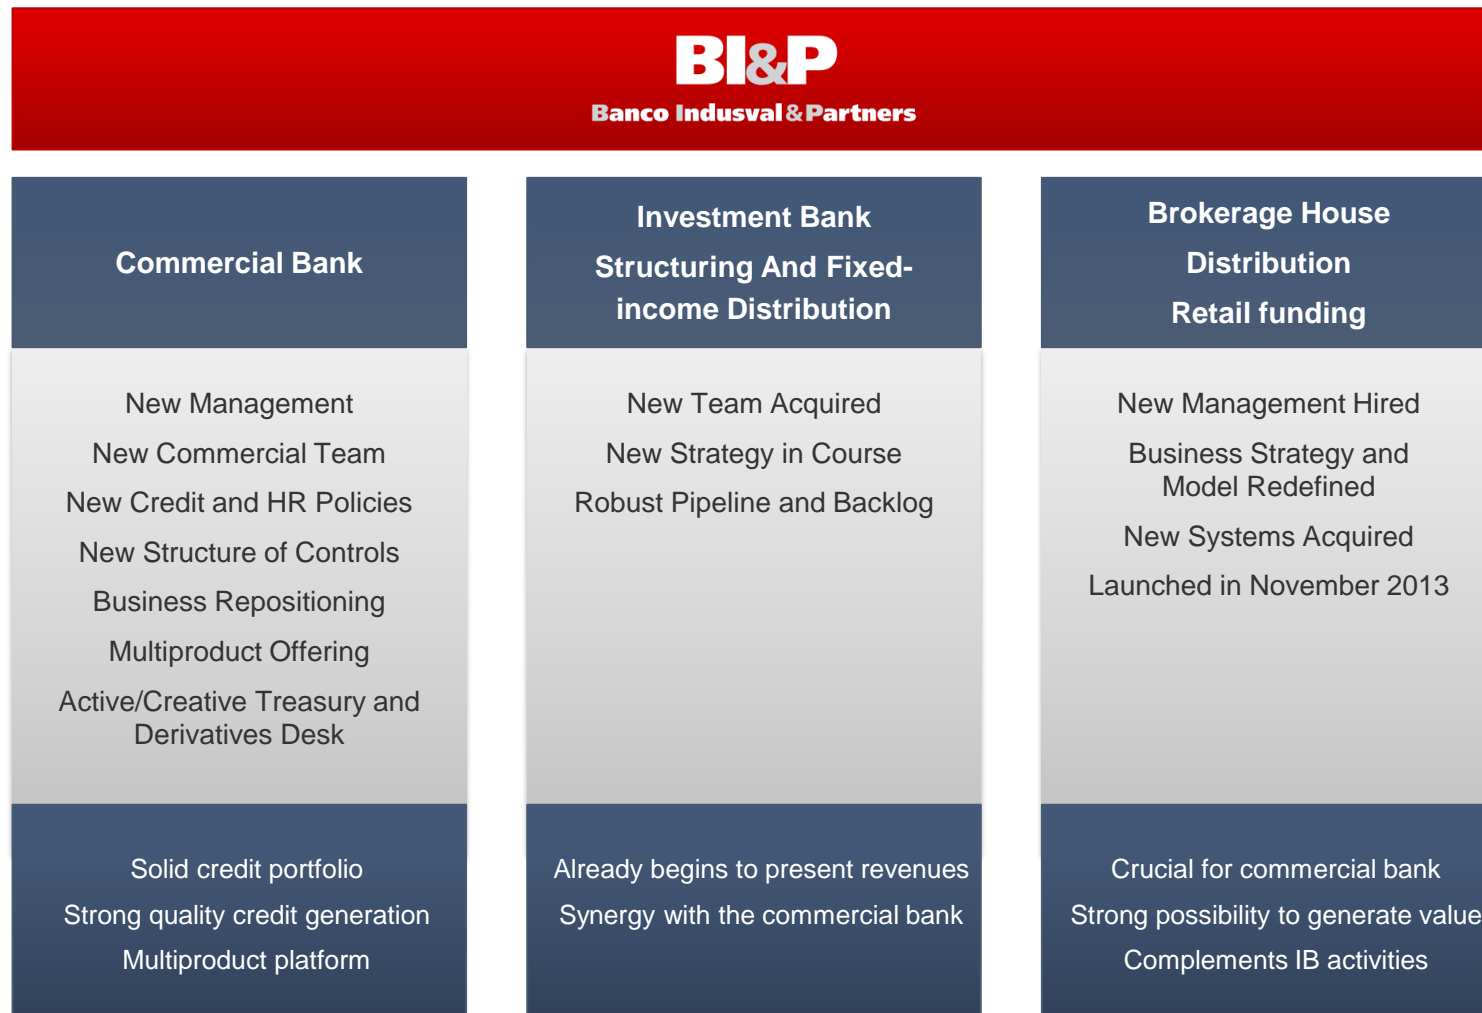 BI&P
Banco Indusval & Partners
Commercial Bank
New Management
New Commercial Team
New Credit and HR Policies
New Structure of Controls
Business Repositioning
Multiproduct Offering
Active/Creative Treasury and
Derivatives Desk
Solid credit portfolio
Strong quality credit generation
Multiproduct platform
Investment Bank
Structuring And Fixed-
income Distribution
New Team Acquired
New Strategy in Course
Robust Pipeline and Backlog
Already begins to present revenues
Synergy with the commercial bank
Brokerage House
Distribution
Retail funding
New Management Hired
Business Strategy and
Model Redefined
New Systems Acquired
Launched in November 2013
Crucial for commercial bank
Strong possibility to generate value
Complements IB activities